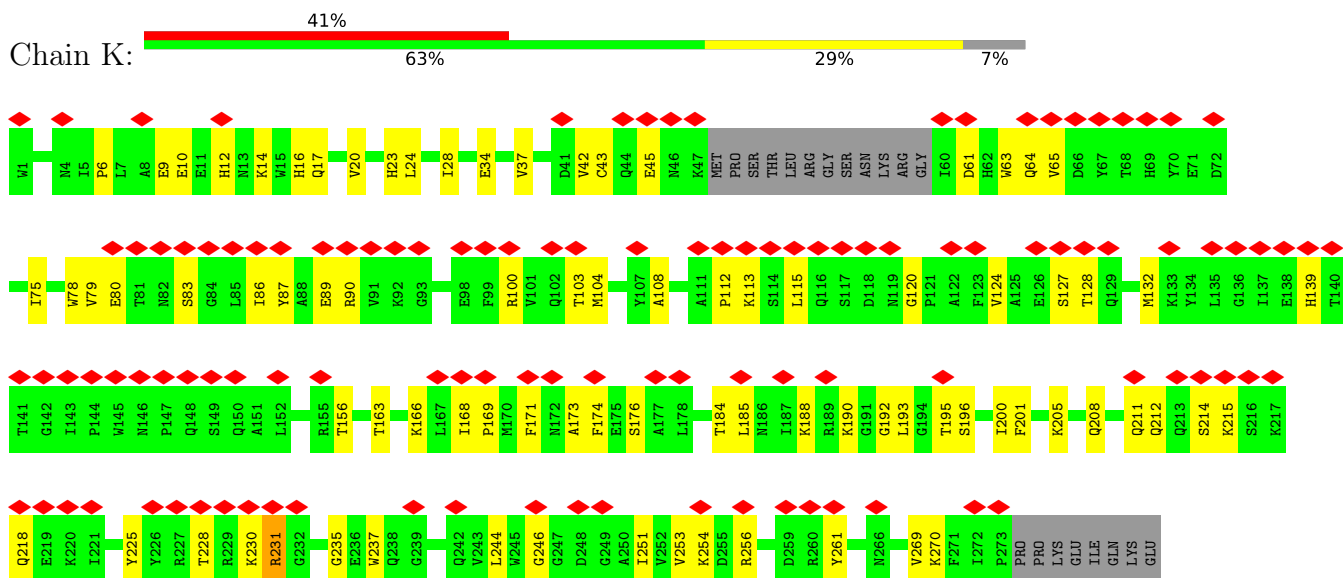 41%
Chain K:
63% 29% 7%
W1 N4 I5 P6 L7 A8 E9 E10 E11 H12 N13 K14 W15 H16 Q17 V20 H23 L24 I28 E34 V37 D41 V42 C43 Q44 E45 N46 K47 MET PRO SER THR LEU ARG GLY SER ASN LYS ARG GLY I60 D61 H62 W63 Q64 V65 D66 Y67 T68 H69 Y70 E71 D72
I75 W78 V79 E80 T81 N82 S83 G84 L85 I86 Y87 A88 E89 R90 V91 K92 G93 E98 F99 R100 V101 Q102 T103 M104 Y107 A108 A111 P112 K113 S114 L115 Q116 S117 D118 N119 G120 P121 A122 F123 V124 A125 E126 S127 T128 Q129 M132 K133 Y134 L135 G136 I137 E138 H139 T140
T141 G142 I143 P144 W145 N146 P147 Q148 S149 Q150 A151 L152 R155 T156 T163 K166 L167 I168 P169 M170 F171 N172 A173 F174 E175 S176 A177 L178 T184 L185 N186 I187 K188 R189 K190 G191 G192 L193 G194 T195 S196 I200 F201 K205 Q208 Q211 Q212 Q213 S214 K215 S216 K217
Q218 E219 K220 I221 Y225 Y226 R227 T228 R229 K230 R231 G232 G235 E236 W237 Q238 G239 Q242 V243 L244 W245 G246 G247 D248 G249 A250 I251 V252 V253 K254 D255 R256 D259 R260 Y261 N266 V269 K270 F271 I272 P273 PRO PRO LYS GLU ILE GLN LYS GLU